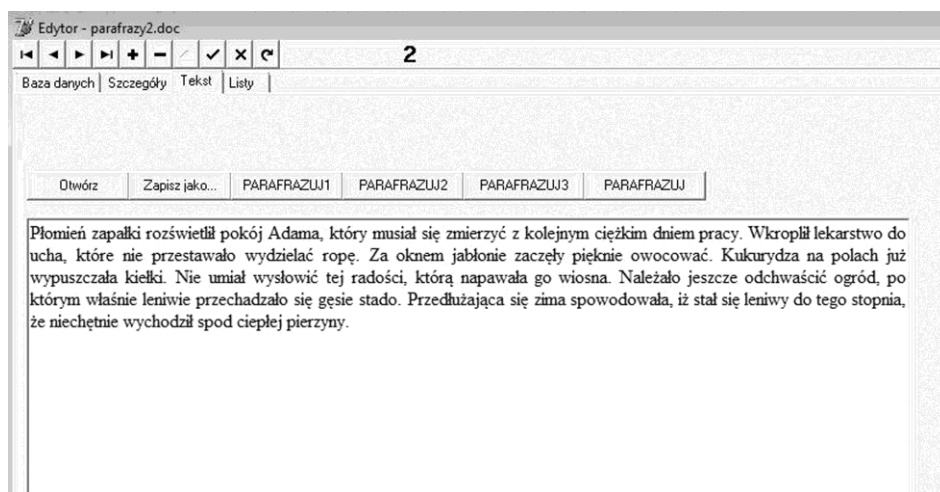 Edytor - parafrazy2.doc
2
Baza danych Szczegóły Tekst Listy
Otwórz Zapisz jako... PARAFRAZUJ1 PARAFRAZUJ2 PARAFRAZUJ3 PARAFRAZUJ
Płomień zapałki rozświetlił pokój Adama, który musiał się zmierzyć z kolejnym ciężkim dniem pracy. Wkroplił lekarstwo do
ucha, które nie przestawało wydzielać ropę. Za oknem jabłonie zaczęły pięknie owocować. Kukurydza na polach już
wypuszczała kiełki. Nie umiał wysłowić tej radości, którą napawała go wiosna. Należało jeszcze odchwaścić ogród, po
którym właśnie leniwie przechadzało się gęsie stado. Przedłużająca się zima spowodowała, iż stał się leniwy do tego stopnia,
że niechętnie wychodził spod ciepłej pierzyny.